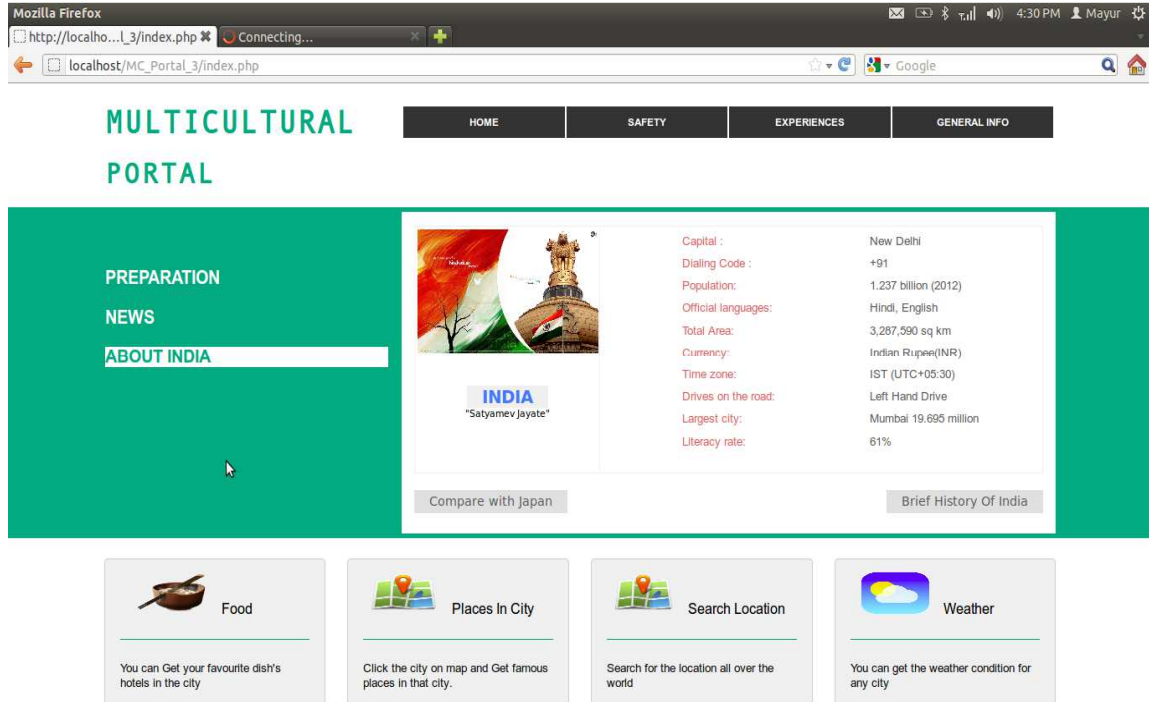 Mozilla Firefox
4:30 PM Mayur
http://localho...l_3/index.php
Connecting...
localhost/MC_Portal_3/index.php
Google
MULTICULTURAL
PORTAL
HOME
SAFETY
EXPERIENCES
GENERAL INFO
PREPARATION
NEWS
ABOUT INDIA
INDIA
"Satyamev Jayate"
Capital : New Delhi
Dialing Code : +91
Population: 1.237 billion (2012)
Official languages: Hindi, English
Total Area: 3,287,590 sq km
Currency: Indian Rupee(INR)
Time zone: IST (UTC+05:30)
Drives on the road: Left Hand Drive
Largest city: Mumbai 19.695 million
Literacy rate: 61%
Compare with Japan
Brief History Of India
Food
You can Get your favourite dish's
hotels in the city
Places In City
Click the city on map and Get famous
places in that city.
Search Location
Search for the location all over the
world
Weather
You can get the weather condition for
any city